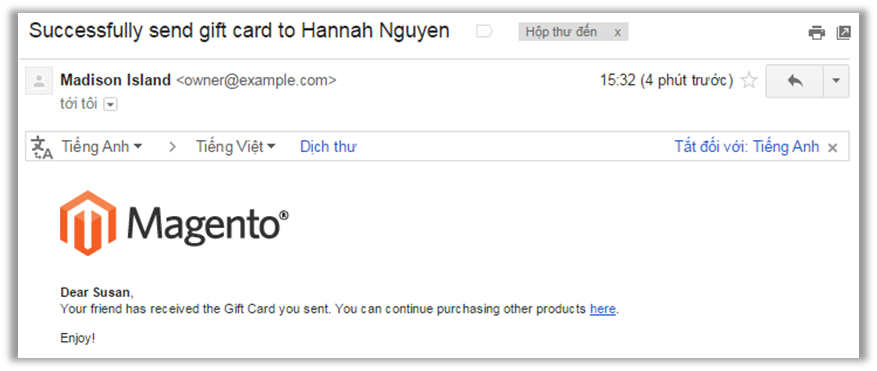 Successfully send gift card to Hannah Nguyen Hộp thư đến x
Madison Island <owner@example.com> 15:32 (4 phút trước)
tới tôi
Tiếng Anh > Tiếng Việt Dịch thư Tắt đối với: Tiếng Anh x
Magento®
Dear Susan,
Your friend has received the Gift Card you sent. You can continue purchasing other products here.
Enjoy!